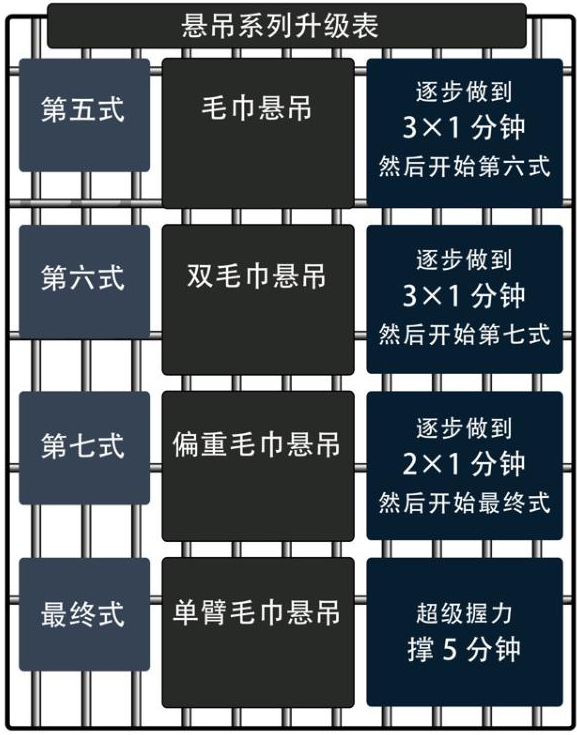 悬吊系列升级表
第五式
毛巾悬吊
逐步做到
3×1 分钟
然后开始第六式
第六式
双毛巾悬吊
逐步做到
3×1 分钟
然后开始第七式
第七式
偏重毛巾悬吊
逐步做到
2×1 分钟
然后开始最终式
最终式
单臂毛巾悬吊
超级握力
撑 5 分钟